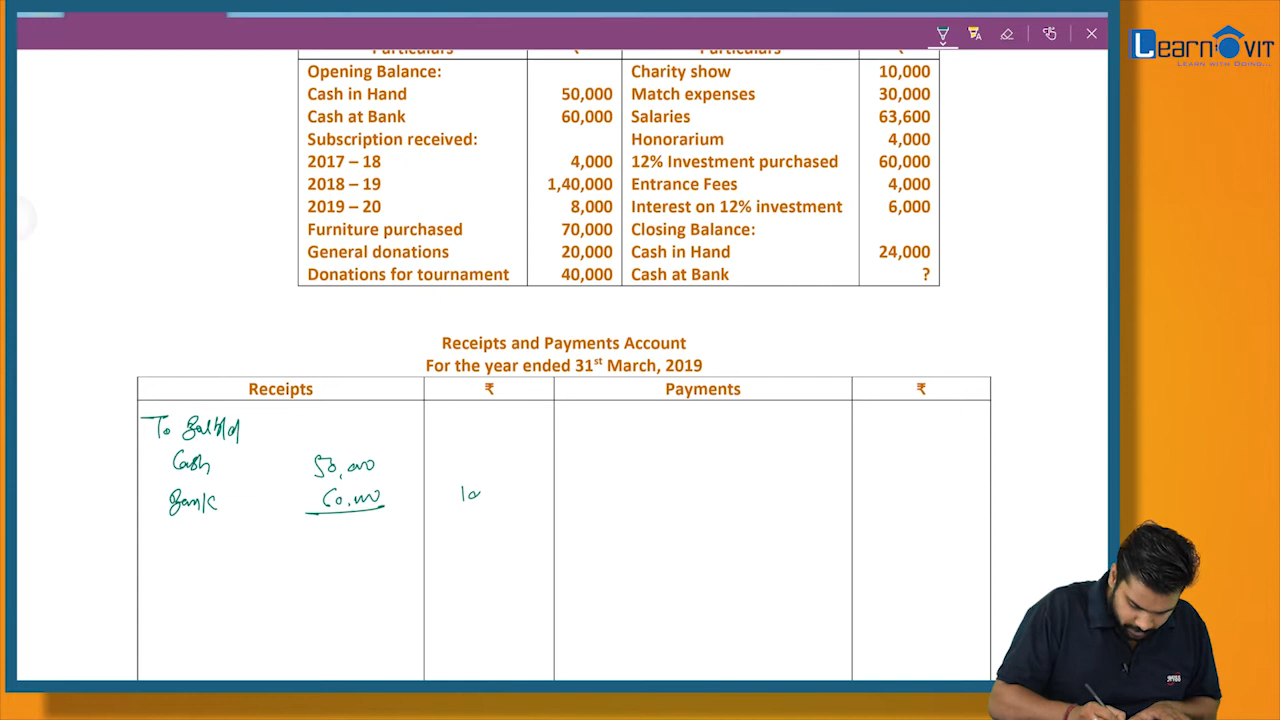 LearnOVIT
LEARN WITH DOING...
Particulars ₹ Particulars ₹
Opening Balance: Charity show 10,000
Cash in Hand 50,000 Match expenses 30,000
Cash at Bank 60,000 Salaries 63,600
Subscription received: Honorarium 4,000
2017 – 18 4,000 12% Investment purchased 60,000
2018 – 19 1,40,000 Entrance Fees 4,000
2019 – 20 8,000 Interest on 12% investment 6,000
Furniture purchased 70,000 Closing Balance:
General donations 20,000 Cash in Hand 24,000
Donations for tournament 40,000 Cash at Bank ?
Receipts and Payments Account
For the year ended 31st March, 2019
Receipts ₹ Payments ₹
To Bal b/d
Cash 50,000
Bank 60,000